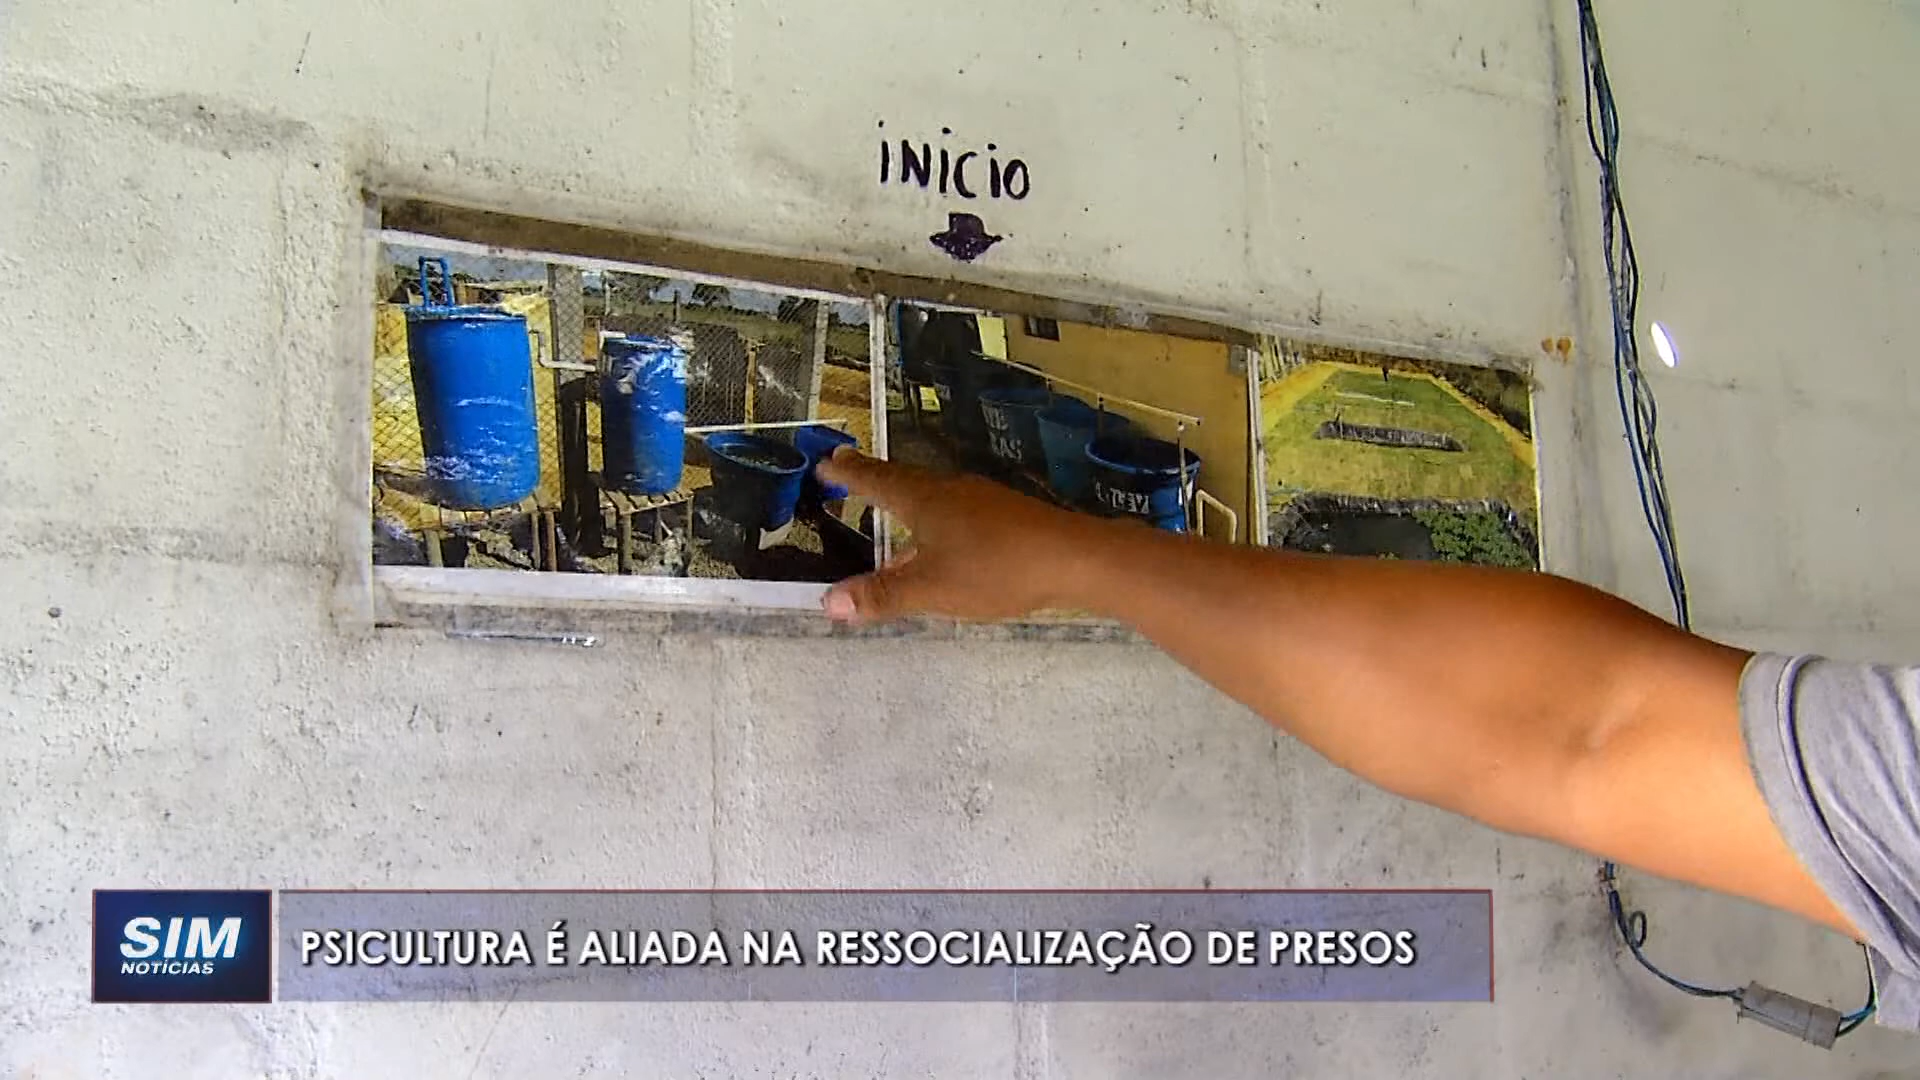 INICIO
SIM
NOTÍCIAS
PSICULTURA É ALIADA NA RESSOCIALIZAÇÃO DE PRESOS